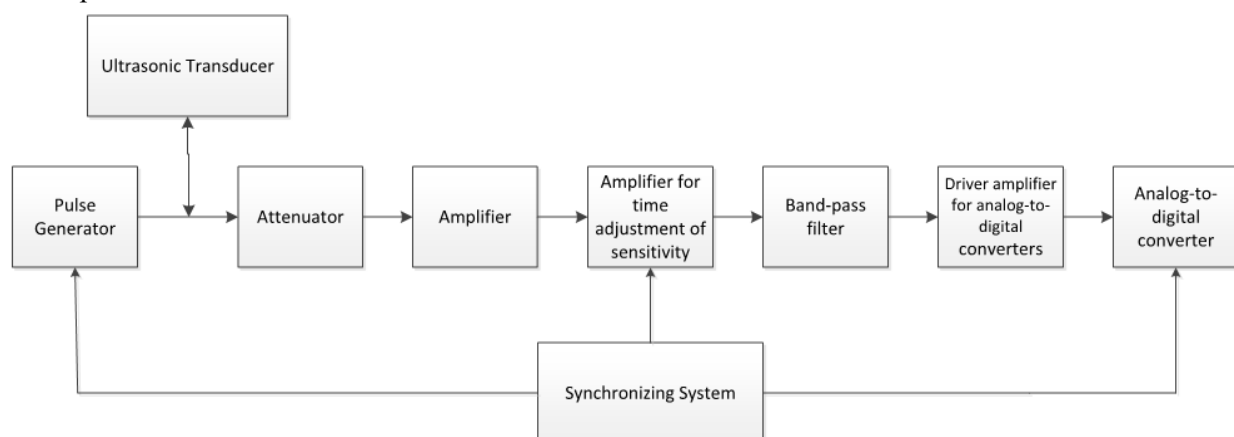 Ultrasonic Transducer
Pulse
Generator
Attenuator
Amplifier
Amplifier for
time
adjustment of
sensitivity
Band-pass
filter
Driver amplifier
for analog-to-
digital
converters
Analog-to-
digital
converter
Synchronizing System